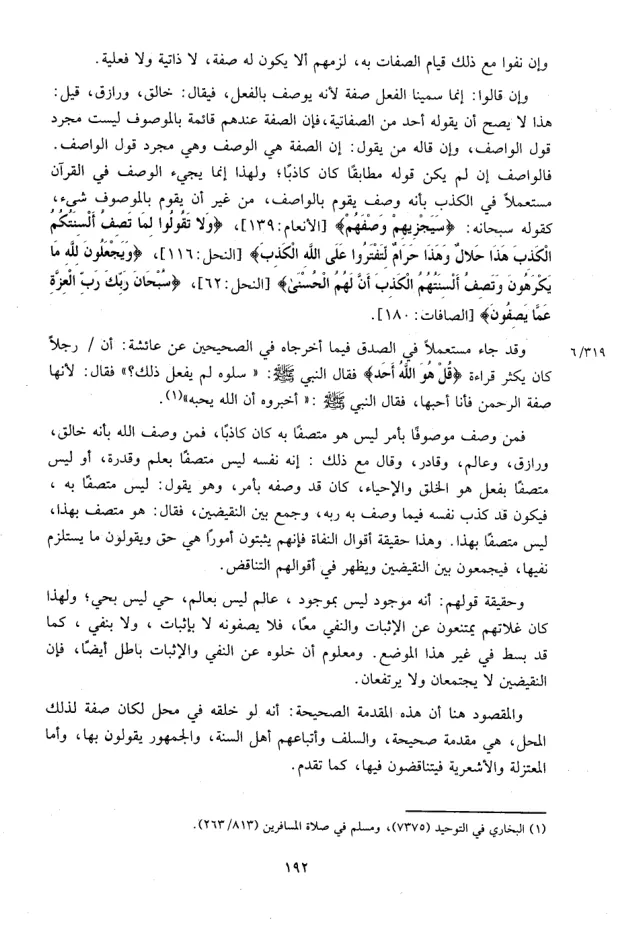 وإن نفوا مع ذلك قيام الصفات به، لزمهم ألا يكون له صفة، لا ذاتية ولا فعلية.
وإن قالوا: إنما سمينا الفعل صفة لأنه يوصف بالفعل، فيقال: خالق، ورازق، قيل:
هذا لا يصح أن يقوله أحد من الصفاتية، فإن الصفة عندهم قائمة بالموصوف ليست مجرد
قول الواصف، وإن قاله من يقول: إن الصفة هي الوصف وهي مجرد قول الواصف.
فالواصف إن لم يكن قوله مطابقًا كان كاذبًا؛ ولهذا إنما يجيء الوصف في القرآن
مستعملاً في الكذب بأنه وصف يقوم بالواصف، من غير أن يقوم بالموصوف شيء،
كقوله سبحانه: ﴿سَيَجْزِيهِمْ وَصْفَهُمْ﴾ [الأنعام:١٣٩]، ﴿وَلَا تَقُولُوا لِمَا تَصِفُ أَلْسِنَتُكُمُ
الْكَذِبَ هَذَا حَلالٌ وَهَذَا حَرَامٌ لِّتَفْتَرُوا عَلَى اللَّهِ الْكَذِبَ﴾ [النحل:١١٦]، ﴿وَيَجْعَلُونَ لِلَّهِ مَا
يَكْرَهُونَ وَتَصِفُ أَلْسِنَتُهُمُ الْكَذِبَ أَنَّ لَهُمُ الْحُسْنَىٰ﴾ [النحل:٦٢]، ﴿سُبْحَانَ رَبِّكَ رَبِّ الْعِزَّةِ
عَمَّا يَصِفُونَ﴾ [الصافات:١٨٠].
وقد جاء مستعملاً في الصدق فيما أخرجاه في الصحيحين عن عائشة: أن / رجلاً ٦/٣١٩
كان يكثر قراءة ﴿قُلْ هُوَ اللَّهُ أَحَد﴾ فقال النبي ﷺ: « سلوه لم يفعل ذلك؟» فقال: لأنها
صفة الرحمن فأنا أحبها، فقال النبي ﷺ :« أخبروه أن الله يحبه»(١).
فمن وصف موصوفًا بأمر ليس هو متصفًا به كان كاذبًا، فمن وصف الله بأنه خالق،
ورازق، وعالم، وقادر، وقال مع ذلك : إنه نفسه ليس متصفًا بعلم وقدرة، أو ليس
متصفًا بفعل هو الخلق والإحياء، كان قد وصفه بأمر، وهو يقول: ليس متصفًا به ،
فيكون قد كذب نفسه فيما وصف به ربه، وجمع بين النقيضين، فقال: هو متصف بهذا،
ليس متصفًا بهذا. وهذا حقيقة أقوال النفاة فإنهم يثبتون أمورًا هي حق ويقولون ما يستلزم
نفيها، فيجمعون بين النقيضين ويظهر في أقوالهم التناقض.
وحقيقة قولهم: أنه موجود ليس بموجود ، عالم ليس بعالم، حي ليس بحي؛ ولهذا
كان غلاتهم يمتنعون عن الإثبات والنفي معًا، فلا يصفونه لا بإثبات ، ولا بنفي ، كما
قد بسط في غير هذا الموضع. ومعلوم أن خلوه عن النفي والإثبات باطل أيضًا، فإن
النقيضين لا يجتمعان ولا يرتفعان.
والمقصود هنا أن هذه المقدمة الصحيحة: أنه لو خلقه في محل لكان صفة لذلك
المحل، هي مقدمة صحيحة، والسلف وأتباعهم أهل السنة، والجمهور يقولون بها، وأما
المعتزلة والأشعرية فيتناقضون فيها، كما تقدم.
(١) البخاري في التوحيد (٧٣٧٥)، ومسلم في صلاة المسافرين (٢٦٣/٨١٣).
١٩٢